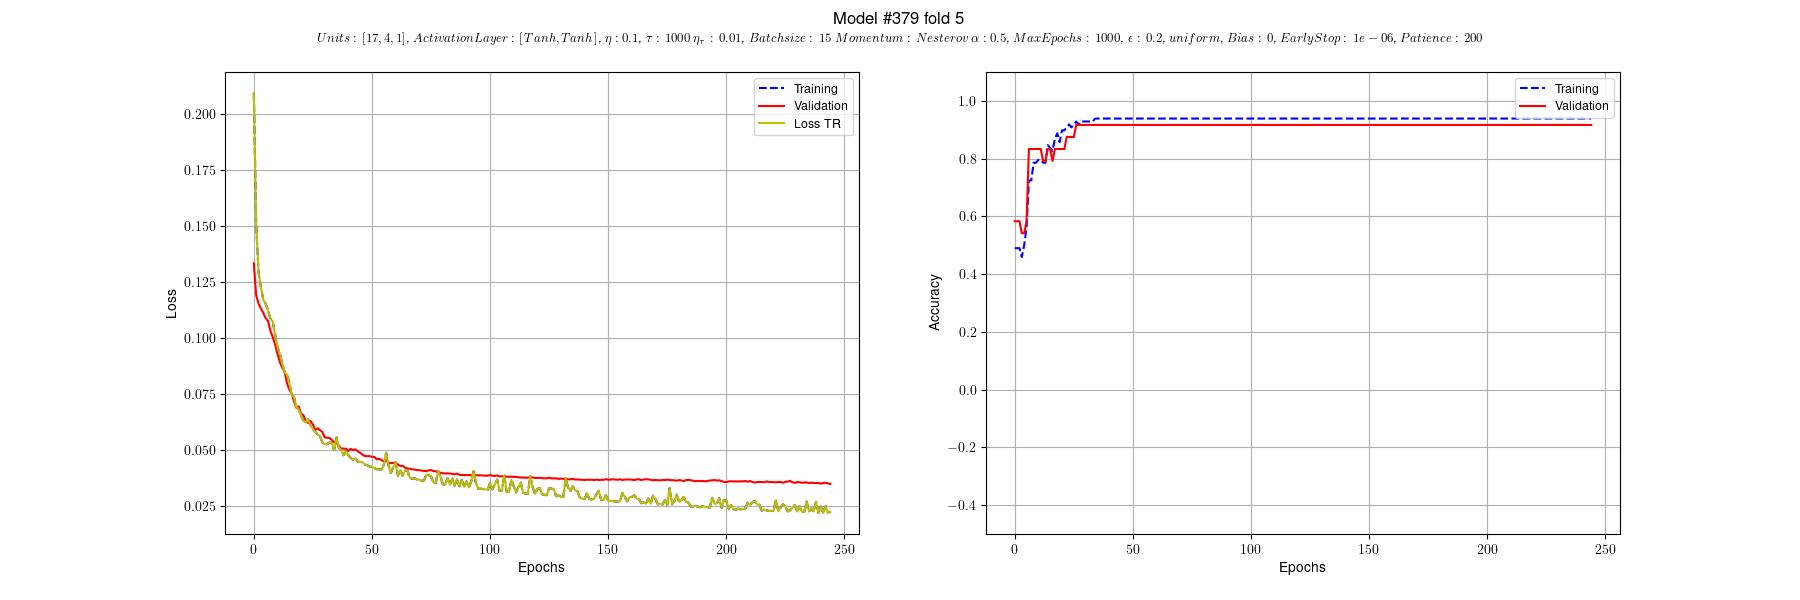 Model #379 fold 5
Units : [17, 4, 1], ActivationLayer : [Tanh, Tanh], η : 0.1, τ : 1000 ητ : 0.01, Batchsize : 15 Momentum : Nesterov α : 0.5, MaxEpochs : 1000, ϵ : 0.2, uniform, Bias : 0, EarlyStop : 1e − 06, Patience : 200
Training
Validation
Loss TR
0.200
0.175
0.150
0.125
0.100
0.075
0.050
0.025
Loss
0
50
100
150
200
250
Epochs
Training
Validation
1.0
0.8
0.6
0.4
0.2
0.0
−0.2
−0.4
Accuracy
0
50
100
150
200
250
Epochs